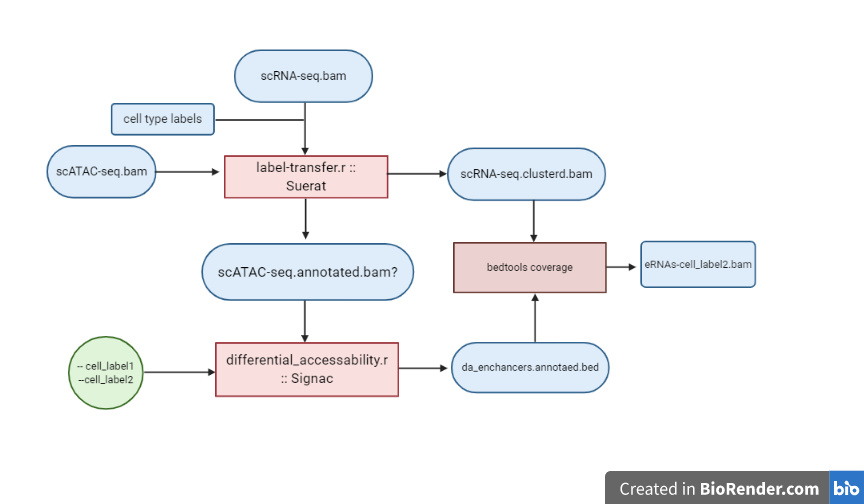 scRNA-seq.bam
cell type labels
scATAC-seq.bam
label-transfer.r ::
Suerat
scRNA-seq.clusterd.bam
scATAC-seq.annotated.bam?
bedtools coverage
eRNAs-cell_label2.bam
-- cell_label1
--cell_label2
differential_accessability.r
:: Signac
da_enchancers.annotaed.bed
Created in BioRender.com bio